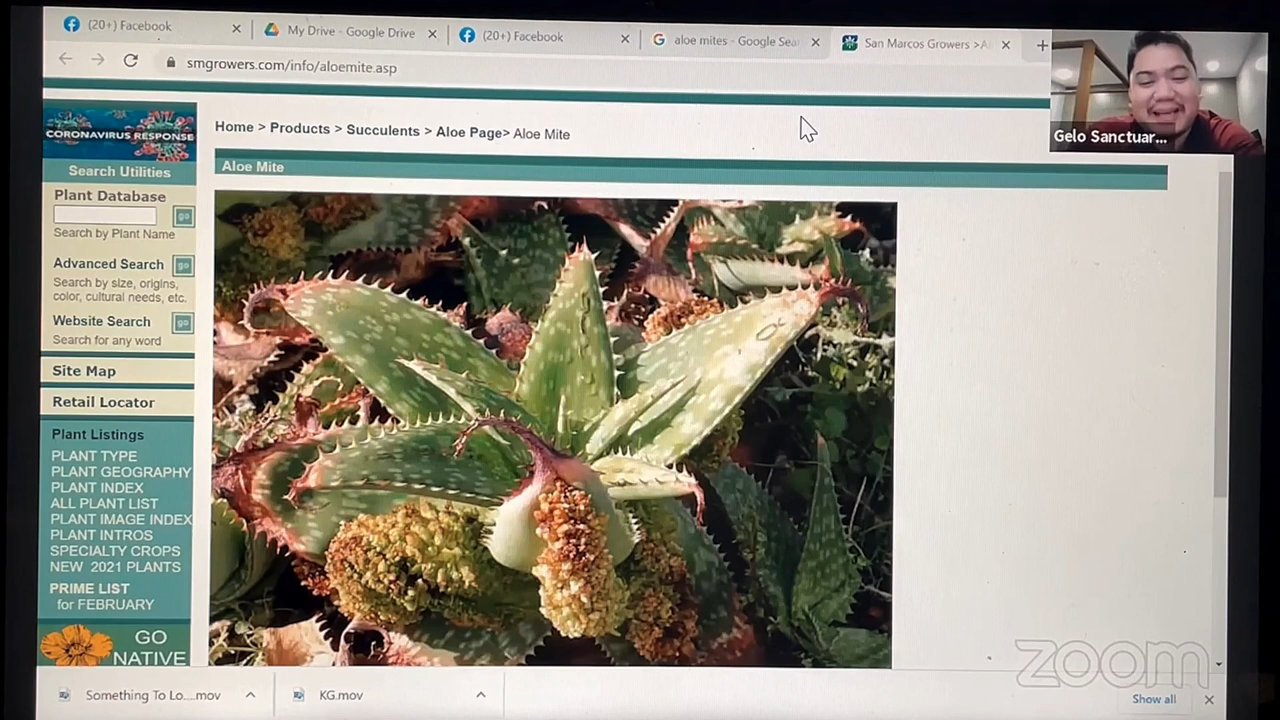 (20+) Facebook
My Drive - Google Drive
(20+) Facebook
aloe mites - Google Sea
San Marcos Growers >A
smgrowers.com/info/aloemite.asp
Gelo Sanctuar...
CORONAVIRUS RESPONSE
Search Utilities
Plant Database
go
Search by Plant Name
Advanced Search go
Search by size, origins,
color, cultural needs, etc.
Website Search go
Search for any word
Site Map
Retail Locator
Plant Listings
PLANT TYPE
PLANT GEOGRAPHY
PLANT INDEX
ALL PLANT LIST
PLANT IMAGE INDEX
PLANT INTROS
SPECIALTY CROPS
NEW 2021 PLANTS
PRIME LIST
for FEBRUARY
GO
NATIVE
Home > Products > Succulents > Aloe Page> Aloe Mite
Aloe Mite
zoom
Something To Lo....mov
KG.mov
Show all